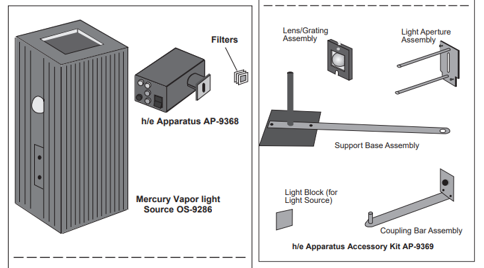 Filters
h/e Apparatus AP-9368
Mercury Vapor light
Source OS-9286
Lens/Grating
Assembly
Light Aperture
Assembly
Support Base Assembly
Light Block (for
Light Source)
Coupling Bar Assembly
h/e Apparatus Accessory Kit AP-9369